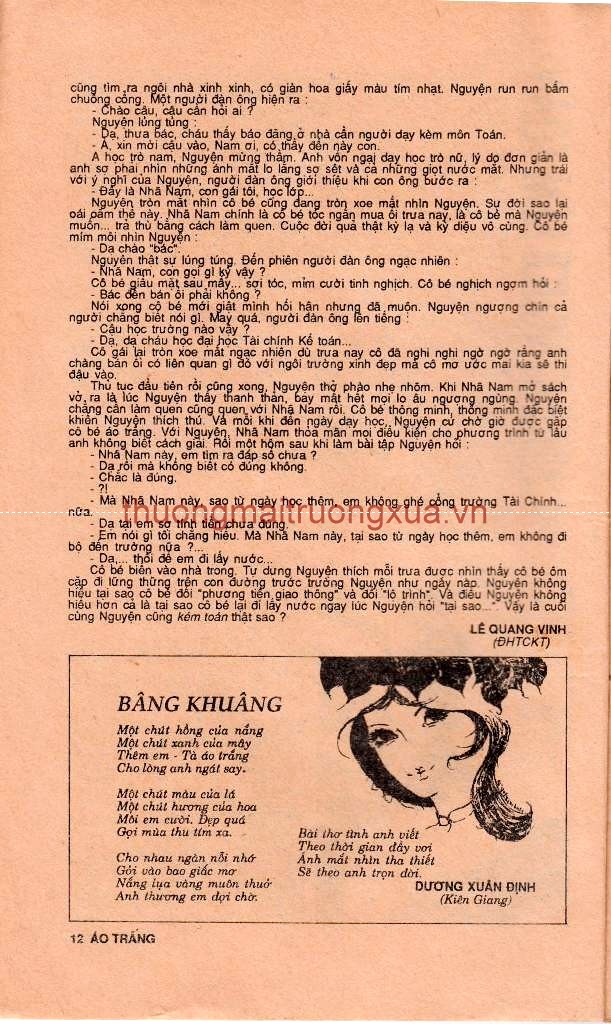 cũng tìm ra ngôi nhà xinh xinh, có giàn hoa giấy màu tím nhạt. Nguyện run run bấm
chuông cổng. Một người đàn ông hiện ra :
- Chào cậu, cậu cần hỏi ai ?
Nguyện lúng túng :
- Dạ, thưa bác, cháu thấy báo đăng ở nhà cần người dạy kèm môn Toán.
- À, xin mời cậu vào, Nam ơi, có thầy đến này con.
A học trò nam, Nguyện mừng thầm. Anh vốn ngại dạy học trò nữ, lý do đơn giản là
anh sợ phải nhìn những ánh mắt lo lắng sợ sệt và cả những giọt nước mắt. Nhưng trái
với ý nghĩ của Nguyện, người đàn ông giới thiệu khi con ông bước ra :
- Đấy là Nhã Nam, con gái tôi, học lớp...
Nguyện tròn mắt nhìn cô bé cũng đang tròn xoe mắt nhìn Nguyện. Sự đời sao lại
oái oăm thế này. Nhã Nam chính là cô bé tóc ngắn mua ổi trưa nay, là cô bé mà Nguyện
muốn... trả thù bằng cách làm quen. Cuộc đời quả thật kỳ lạ và kỳ diệu vô cùng. Cô bé
mím môi nhìn Nguyện :
- Dạ chào "bác".
Nguyện thật sự lúng túng. Đến phiên người đàn ông ngạc nhiên :
- Nhã Nam, con gọi gì kỳ vậy ?
Cô bé giấu mặt sau mấy... sợi tóc, mỉm cười tinh nghịch. Cô bé nghịch ngợm hỏi :
- Bác đến bán ổi phải không ?
Nói xong cô bé mới giật mình hối hận nhưng đã muộn. Nguyện ngượng chín cả
người chẳng biết nói gì. May quá, người đàn ông lên tiếng :
- Cậu học trường nào vậy ?
- Dạ, dạ cháu học đại học Tài chính Kế toán...
Cô gái lại tròn xoe mắt ngạc nhiên dù trưa nay cô đã nghi nghi ngờ ngờ rằng anh
chàng bán ổi có liên quan gì đó với ngôi trường xinh đẹp mà cô mơ ước mai kia sẽ thi
đậu vào.
Thủ tục đầu tiên rồi cũng xong, Nguyện thở phào nhẹ nhõm. Khi Nhã Nam mở sách
vở ra là lúc Nguyện thấy thanh thản, bay mất hết mọi lo âu ngượng ngùng. Nguyện
chẳng cần làm quen cũng quen với Nhã Nam rồi. Cô bé thông minh, thông minh đặc biệt
khiến Nguyện thích thú. Và mỗi khi đến ngày dạy học, Nguyện cứ chờ giờ được gặp
cô bé áo trắng. Với Nguyện, Nhã Nam thỏa mãn mọi điều kiện cho phương trình từ lâu
anh không biết cách giải. Rồi một hôm sau khi làm bài tập Nguyện hỏi :
- Nhã Nam này, em tìm ra đáp số chưa ?
- Dạ rồi mà không biết có đúng không.
- Chắc là đúng.
- ?!
- Mà Nhã Nam này, sao từ ngày học thêm, em không ghé cổng trường Tài Chính...
nữa.
thuongmaitruongxua.vn
- Dạ tại em sợ tính tiền chưa đúng.
- Em nói gì tôi chẳng hiểu. Mà Nhã Nam này, tại sao từ ngày học thêm, em không đi
bộ đến trường nữa ?...
- Dạ,... thôi để em đi lấy nước...
Cô bé biến vào nhà trong. Tự dưng Nguyện thích mỗi trưa được nhìn thấy cô bé ôm
cặp đi lững thững trên con đường trước trường Nguyện như ngày nào. Nguyện không
hiểu tại sao cô bé đổi "phương tiện giao thông" và đổi "lộ trình". Và điều Nguyện không
hiểu hơn cả là tại sao cô bé lại đi lấy nước ngay lúc Nguyện hỏi "tại sao...". Vậy là cuối
cùng Nguyện cũng kém toán thật sao ?
LÊ QUANG VINH
(ĐHTCKT)
BÂNG KHUÂNG
Một chút hồng của nắng
Một chút xanh của mây
Thêm em - Tà áo trắng
Cho lòng anh ngất say.
Một chút màu của lá
Một chút hương của hoa
Môi em cười. Đẹp quá
Gọi mùa thu tím xa.
Cho nhau ngàn nỗi nhớ
Gởi vào bao giấc mơ
Nắng lụa vàng muôn thuở
Anh thương em đợi chờ.
Bài thơ tình anh viết
Theo thời gian đầy vơi
Ánh mắt nhìn tha thiết
Sẽ theo anh trọn đời.
DƯƠNG XUÂN ĐỊNH
(Kiên Giang)
12 ÁO TRẮNG